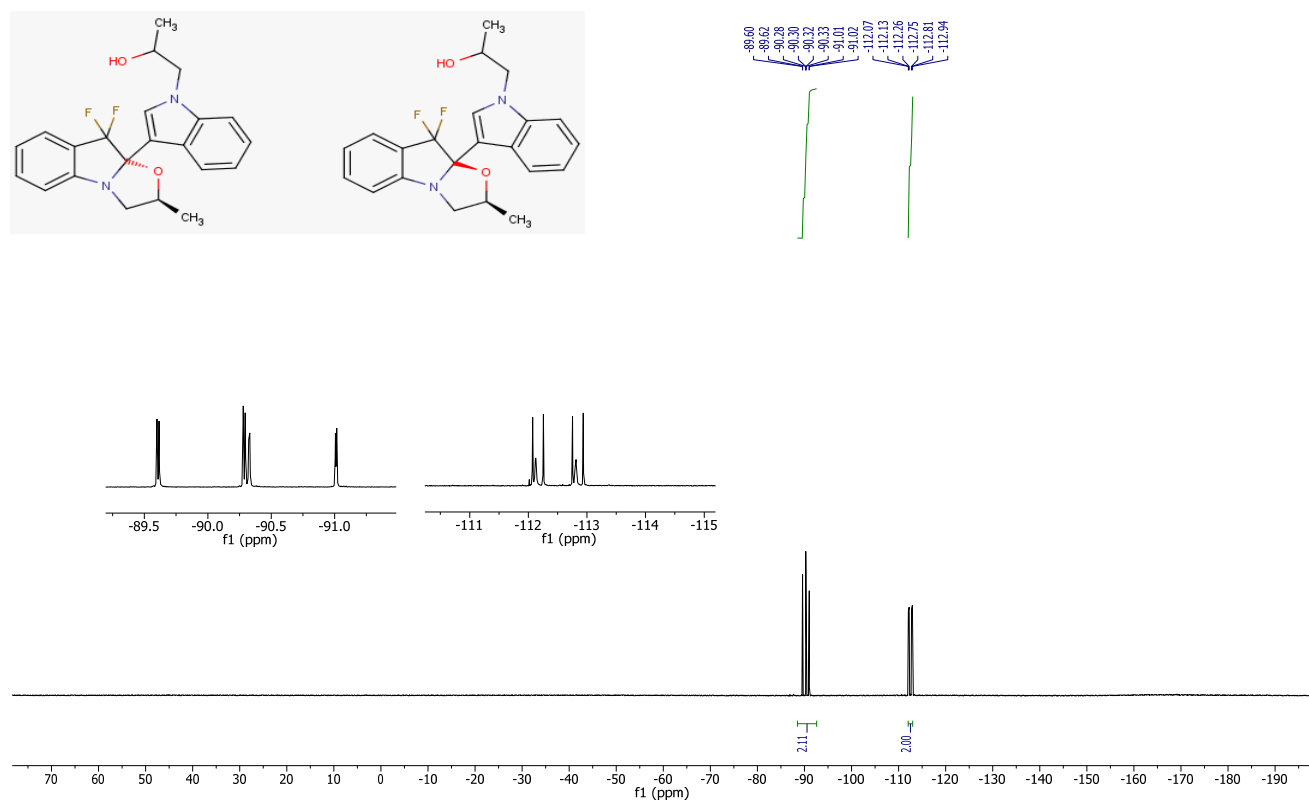 CH3
HO
N
F F
O
N
CH3
CH3
HO
N
F F
O
N
CH3
-89.60
-89.62
-90.28
-90.30
-90.32
-90.33
-91.01
-91.02
-112.07
-112.13
-112.26
-112.75
-112.81
-112.94
-89.5 -90.0 -90.5 -91.0
f1 (ppm)
-111 -112 -113 -114 -115
f1 (ppm)
2.11
2.00
70 60 50 40 30 20 10 0 -10 -20 -30 -40 -50 -60 -70 -80 -90 -100 -110 -120 -130 -140 -150 -160 -170 -180 -190
f1 (ppm)